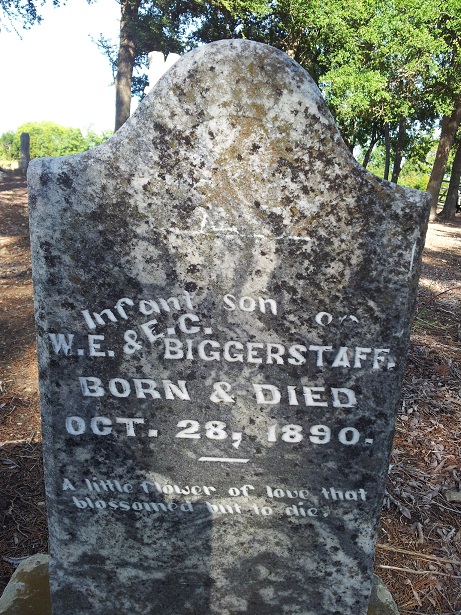 Infant son of
W.E. & E.C. BIGGERSTAFF.
BORN & DIED
OCT. 28, 1890.
A little flower of love that
blossomed but to die.